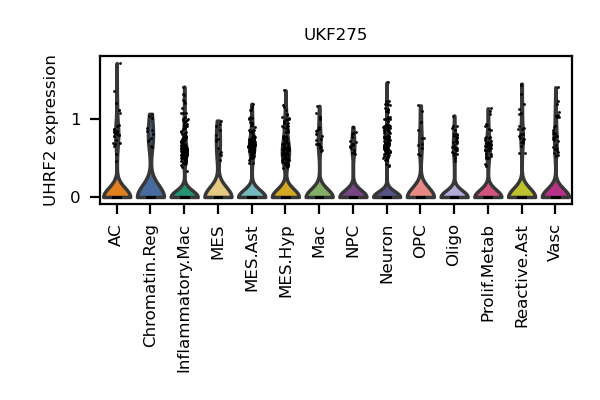 UKF275
UHRF2 expression
1
0
AC
Chromatin.Reg
Inflammatory.Mac
MES
MES.Ast
MES.Hyp
Mac
NPC
Neuron
OPC
Oligo
Prolif.Metab
Reactive.Ast
Vasc